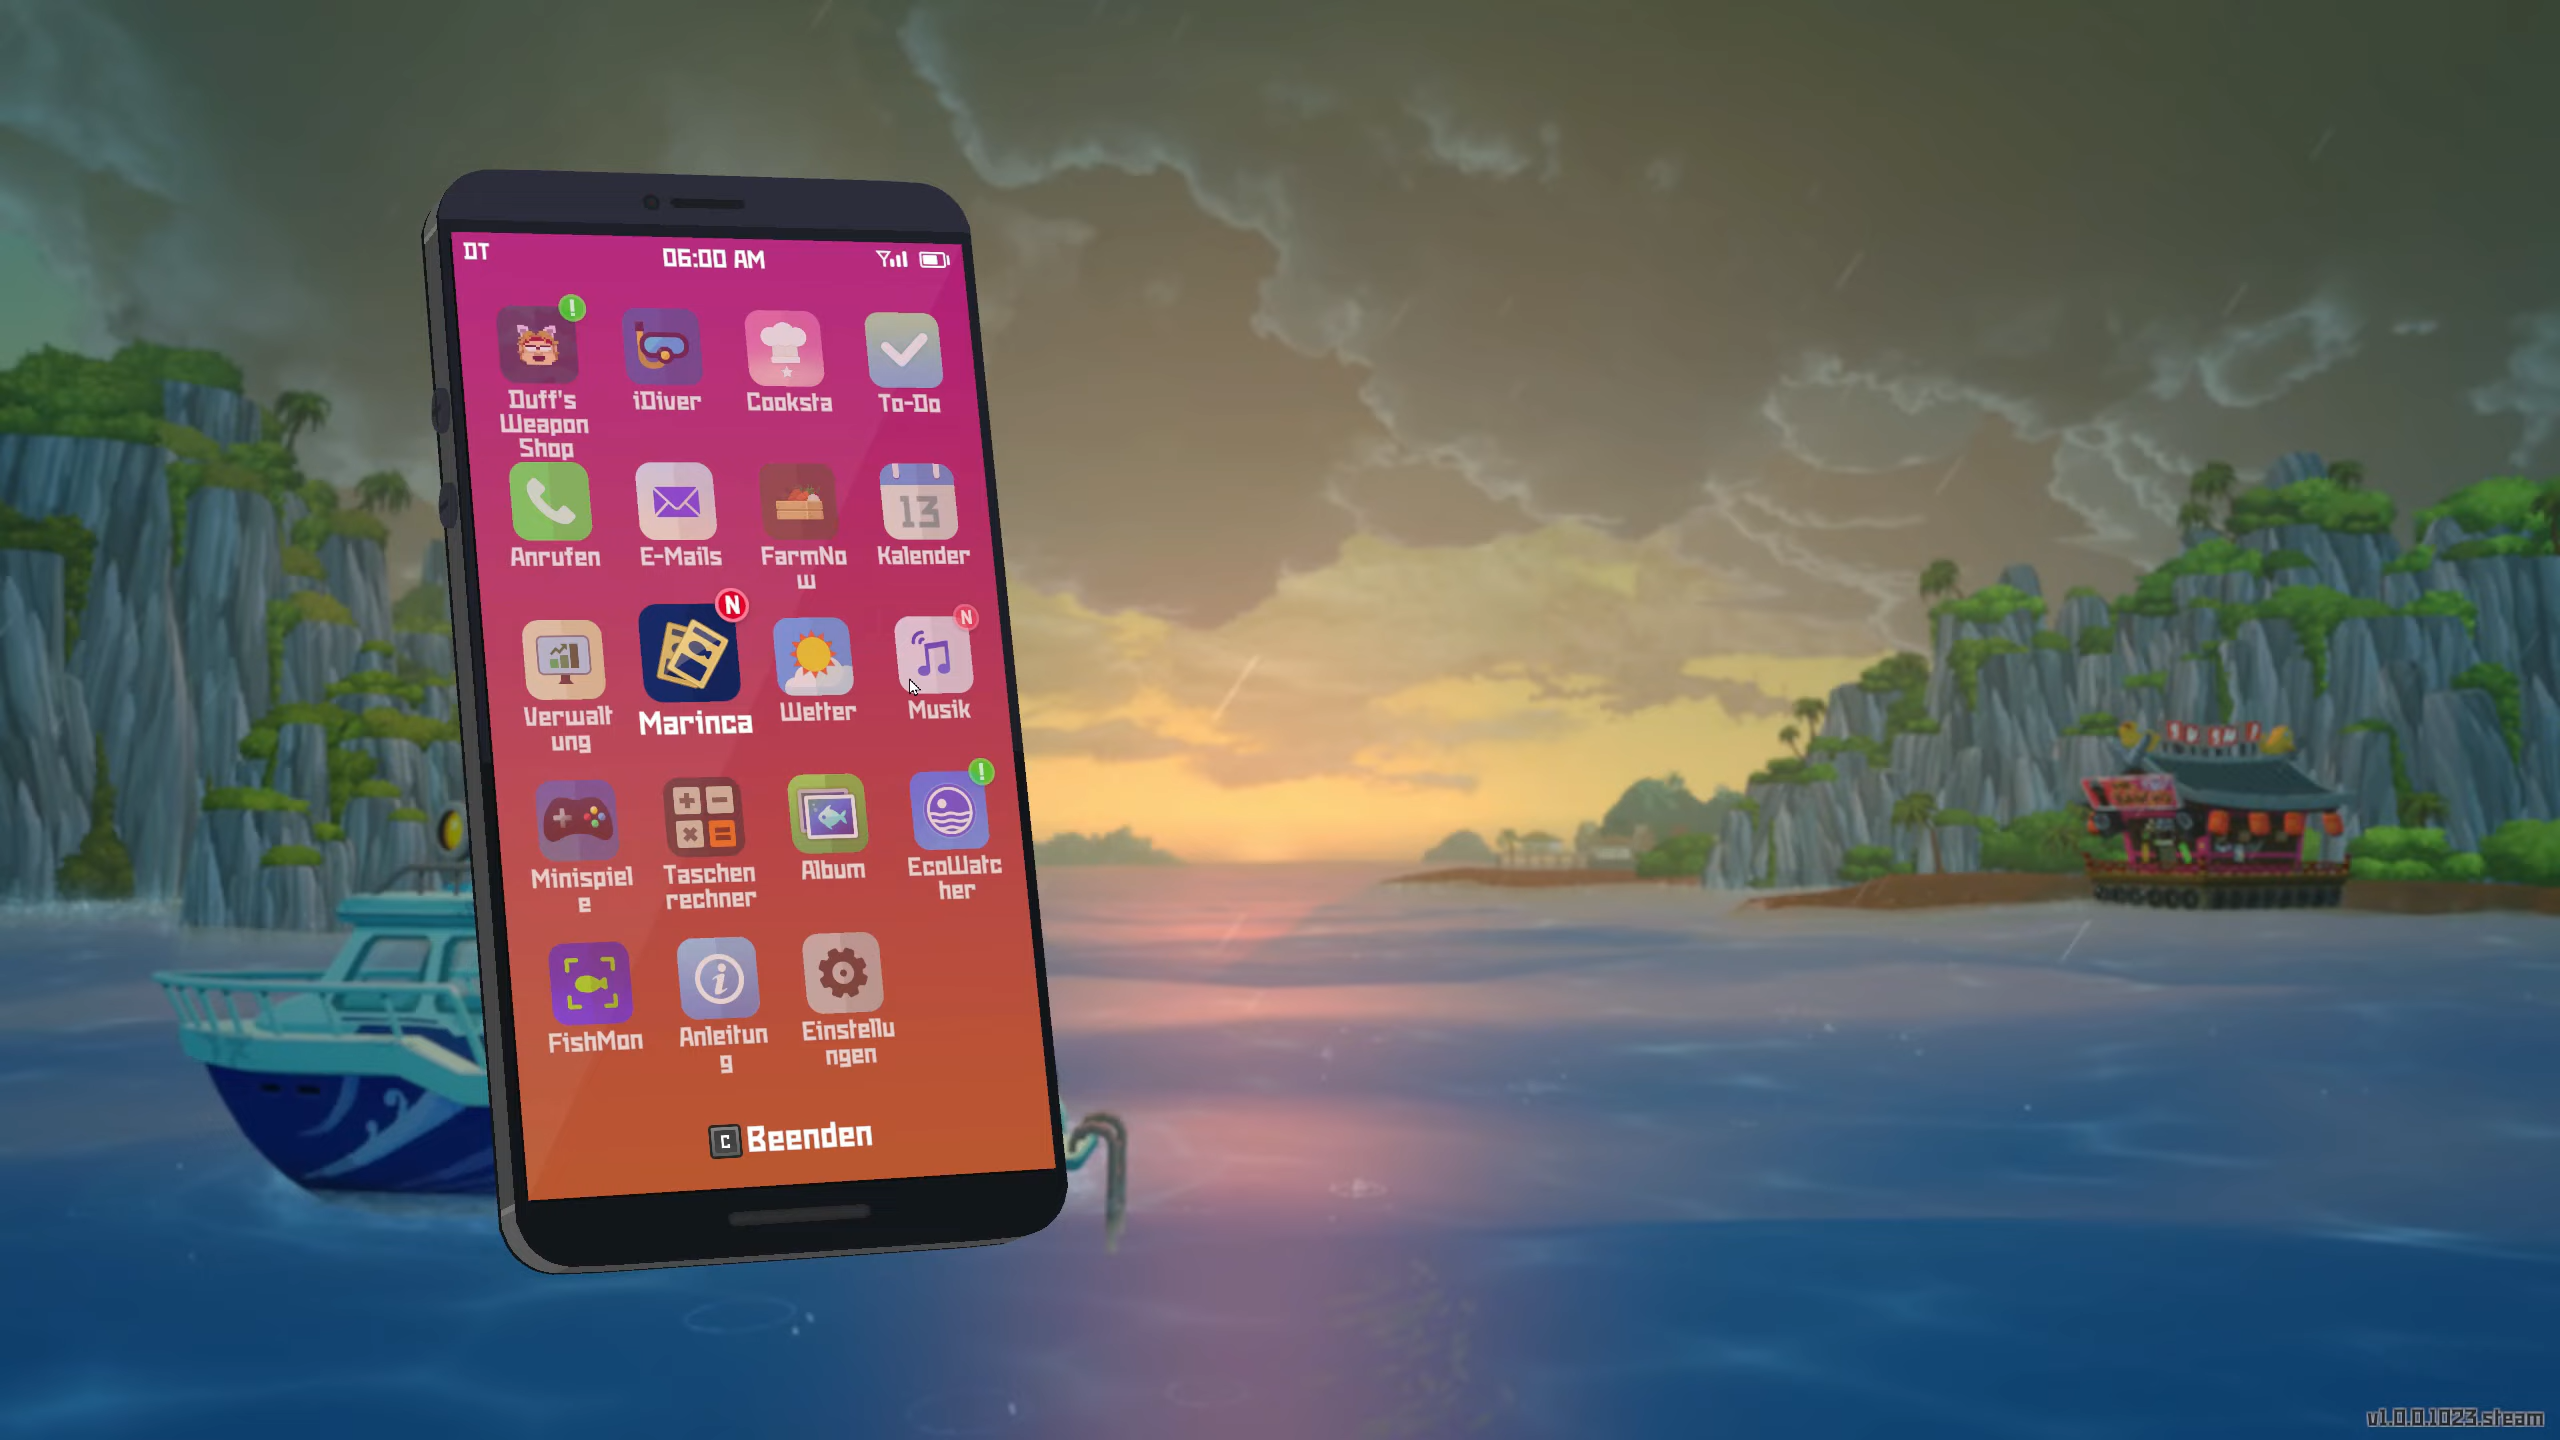 DT
06:00 AM
Duff's
Weapon
Shop
iDiver
Cooksta
To-Do
Anrufen
E-Mails
FarmNo
w
13
Kalender
Verwalt
ung
N
Marinca
Wetter
N
Musik
Minispiel
e
Taschen
rechner
Album
EcoWatc
her
FishMon
Anleitun
g
Einstellu
ngen
C Beenden
SUSHI
v1.0.0.1023.steam